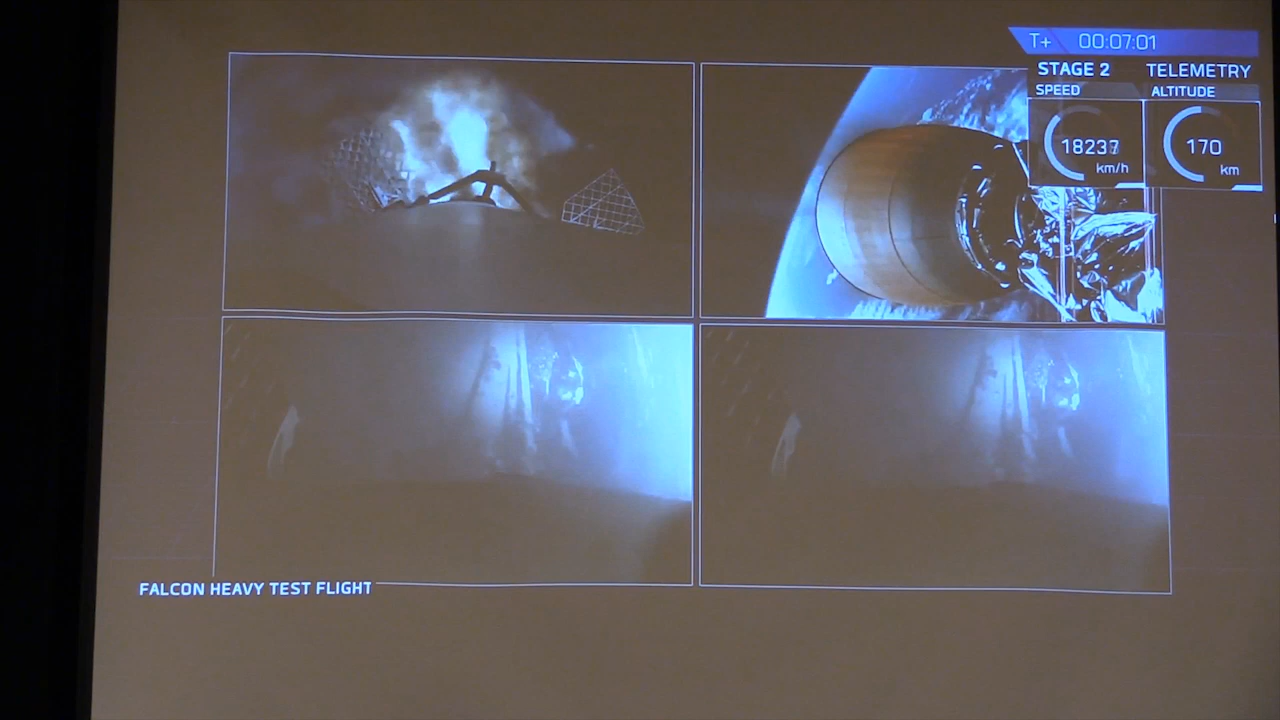 T+ 00:07:01
STAGE 2 TELEMETRY
SPEED ALTITUDE
18237 170
km/h km
FALCON HEAVY TEST FLIGHT